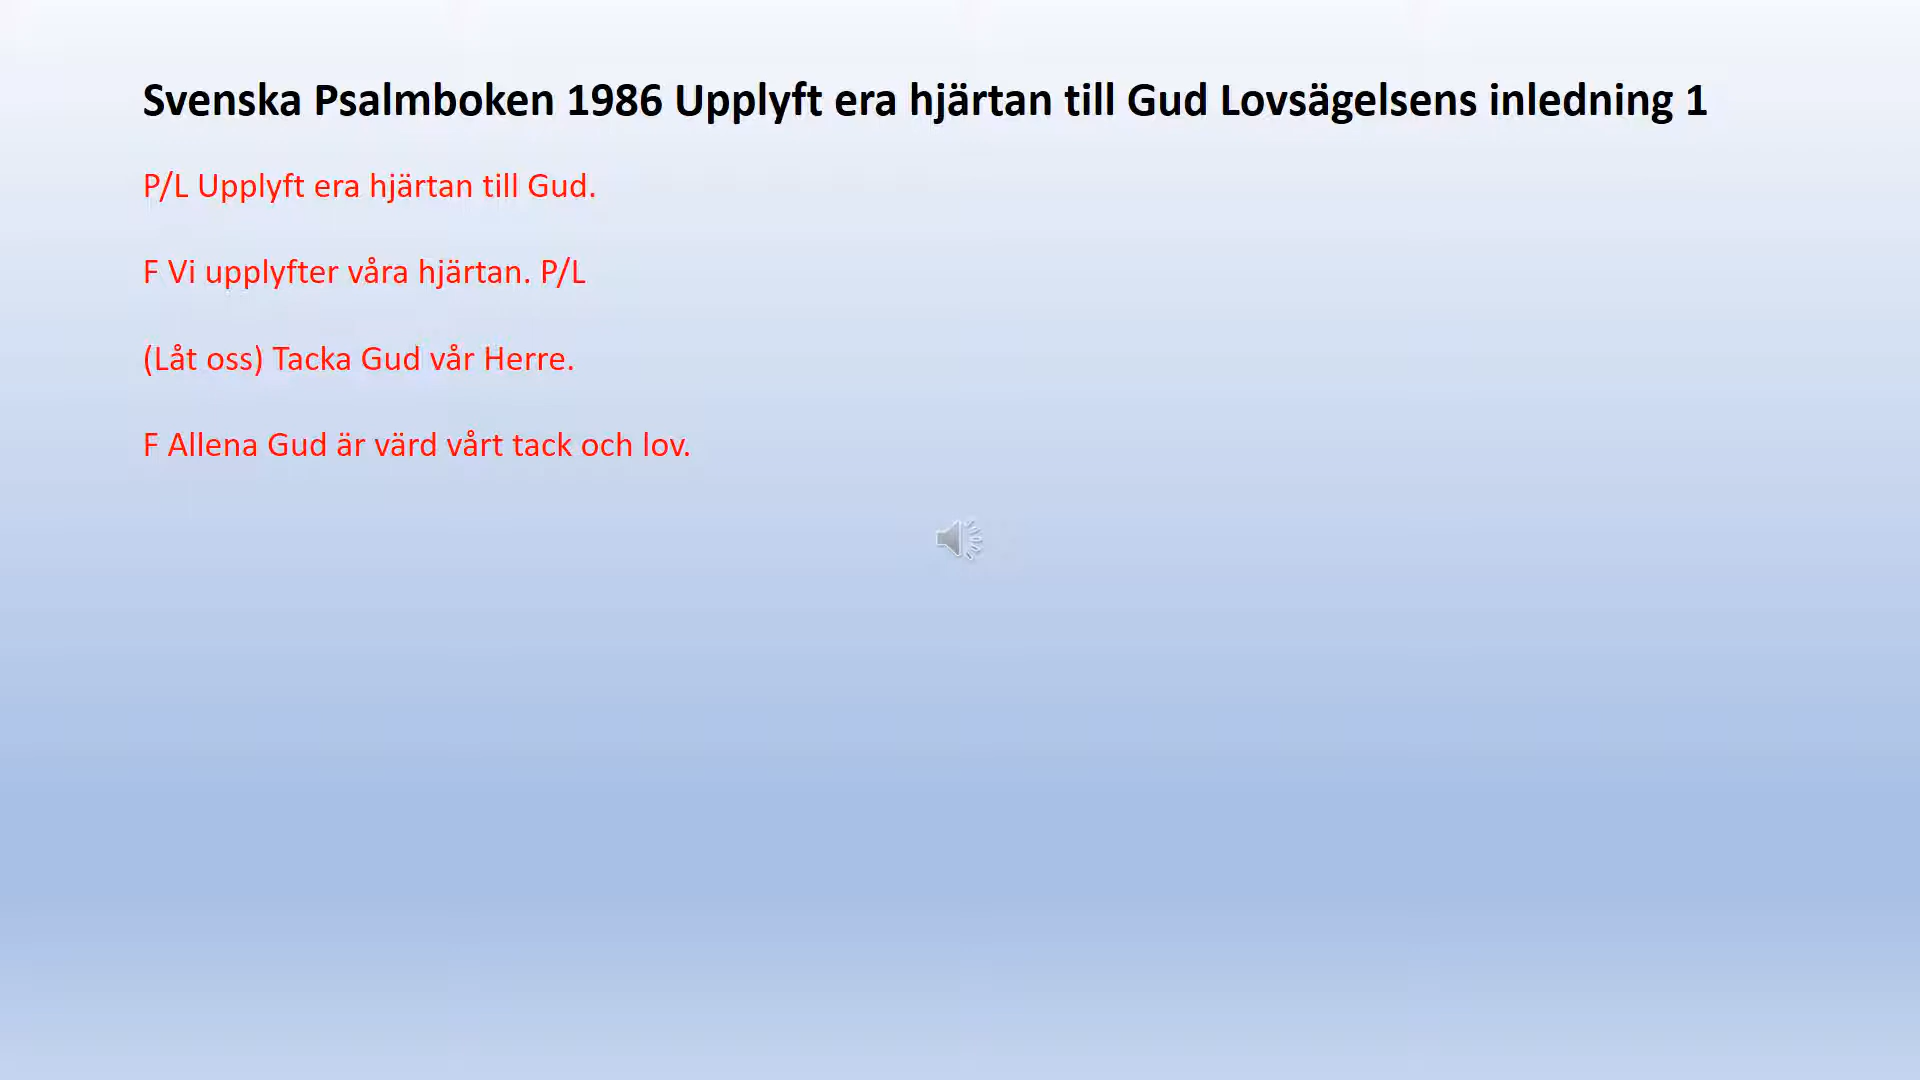 Svenska Psalmboken 1986 Upplyft era hjärtan till Gud Lovsägelsens inledning 1
P/L Upplyft era hjärtan till Gud.
F Vi upplyfter våra hjärtan. P/L
(Låt oss) Tacka Gud vår Herre.
F Allena Gud är värd vårt tack och lov.